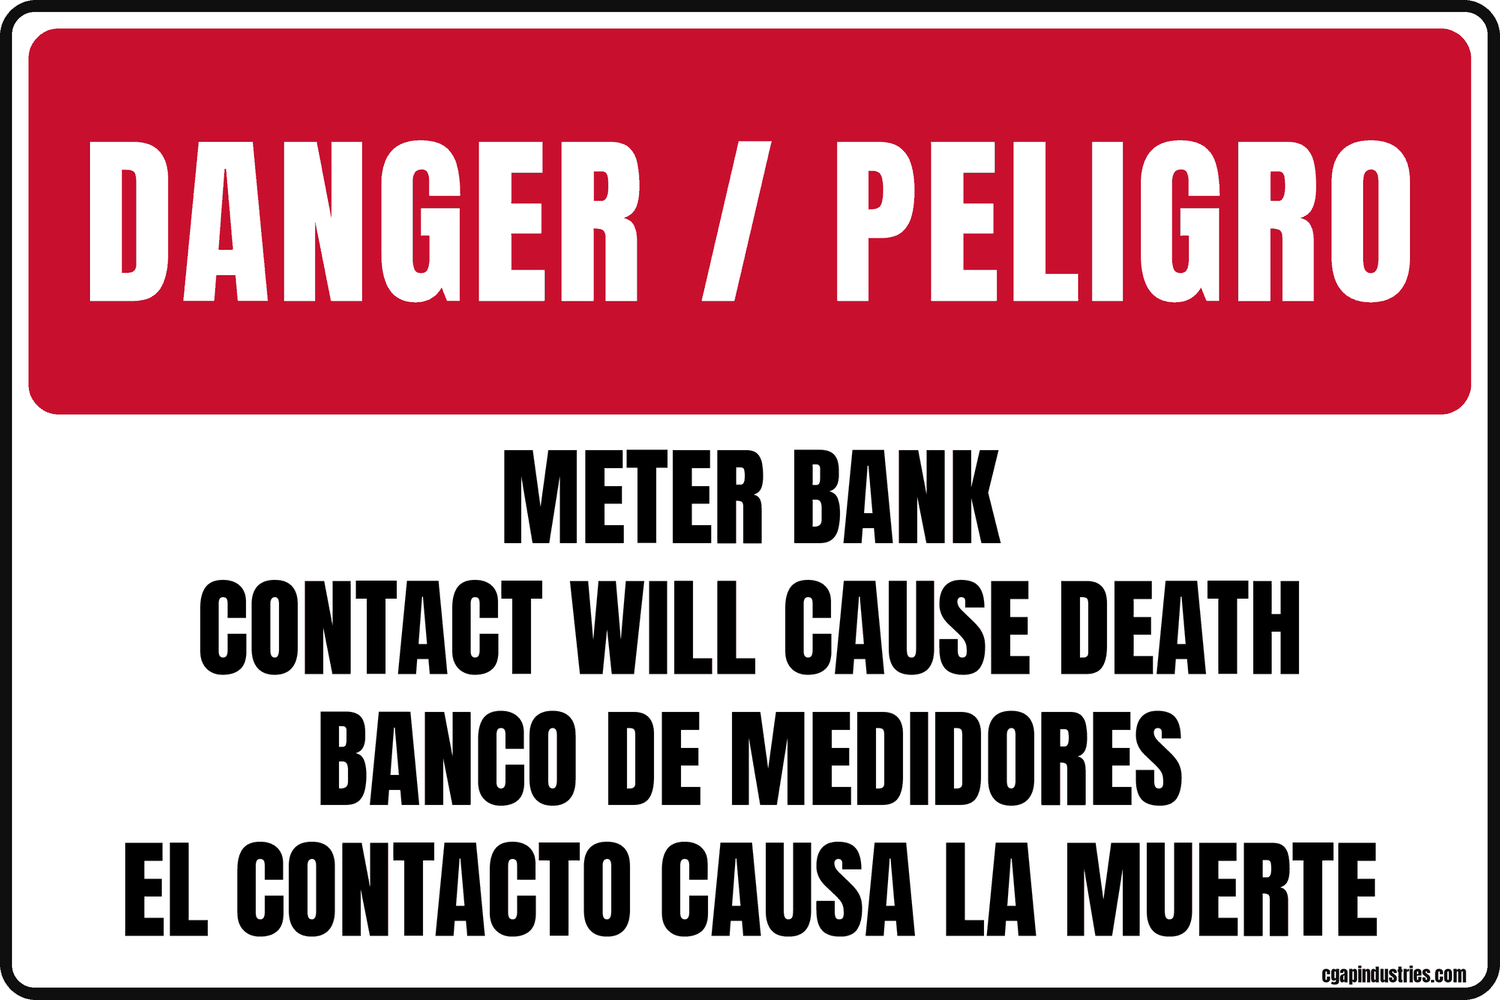 DANGER / PELIGRO
METER BANK
CONTACT WILL CAUSE DEATH
BANCO DE MEDIDORES
EL CONTACTO CAUSA LA MUERTE
cgapindustries.com